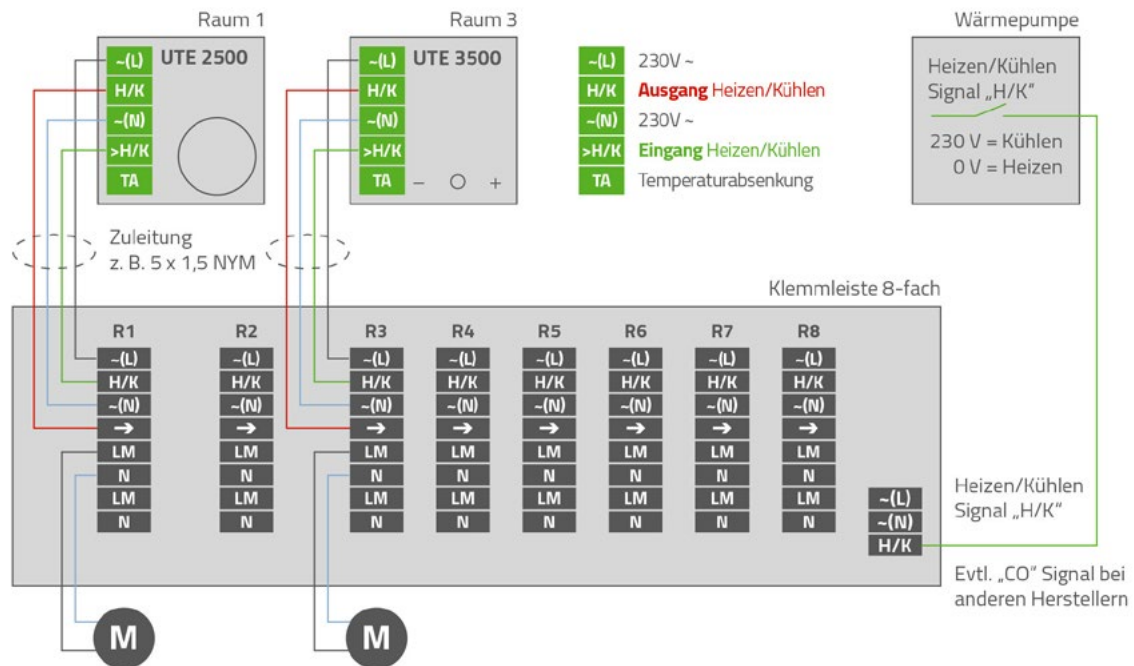 Raum 1
UTE 2500
~(L)
H/K
~(N)
>H/K
TA
Raum 3
UTE 3500
~(L)
H/K
~(N)
>H/K
TA
– +
~(L) 230V ~
H/K Ausgang Heizen/Kühlen
~(N) 230V ~
>H/K Eingang Heizen/Kühlen
TA Temperaturabsenkung
Wärmepumpe
Heizen/Kühlen
Signal „H/K“
230 V = Kühlen
0 V = Heizen
Zuleitung
z. B. 5 x 1,5 NYM
Klemmleiste 8-fach
R1 R2 R3 R4 R5 R6 R7 R8
~(L) ~(L) ~(L) ~(L) ~(L) ~(L) ~(L) ~(L)
H/K H/K H/K H/K H/K H/K H/K H/K
~(N) ~(N) ~(N) ~(N) ~(N) ~(N) ~(N) ~(N)
➔ ➔ ➔ ➔ ➔ ➔ ➔ ➔
LM LM LM LM LM LM LM LM
N N N N N N N N
LM LM LM LM LM LM LM LM
N N N N N N N N
~(L)
~(N)
H/K
Heizen/Kühlen
Signal „H/K“
Evtl. „CO“ Signal bei
anderen Herstellern
M M